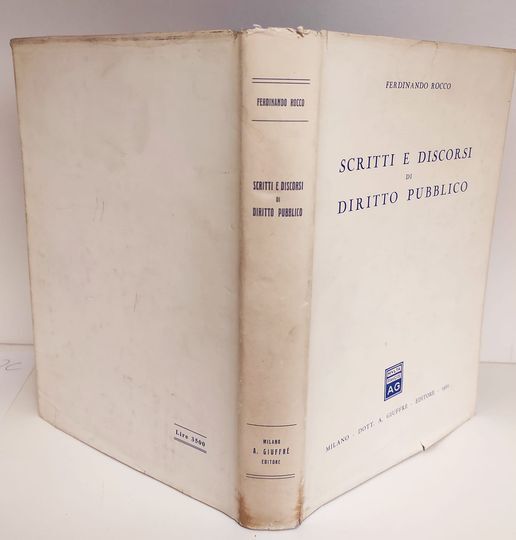 Lire 3500
FERDINANDO ROCCO
SCRITTI E DISCORSI
DI
DIRITTO PUBBLICO
MILANO
A. GIUFFRÈ
EDITORE
FERDINANDO ROCCO
SCRITTI E DISCORSI
DI
DIRITTO PUBBLICO
AG
MILANO - DOTT. A. GIUFFRÈ - EDITORE